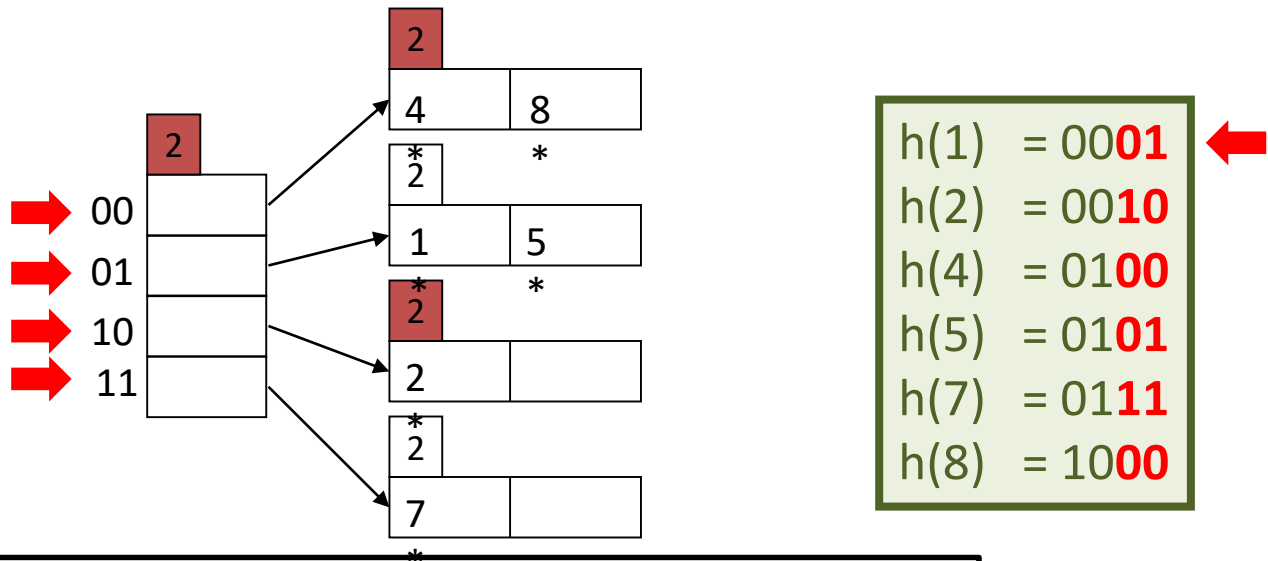 2
00
01
10
11
2
4* 8*
2
1* 5*
2
2*
2
7*
h(1) = 0001
h(2) = 0010
h(4) = 0100
h(5) = 0101
h(7) = 0111
h(8) = 1000